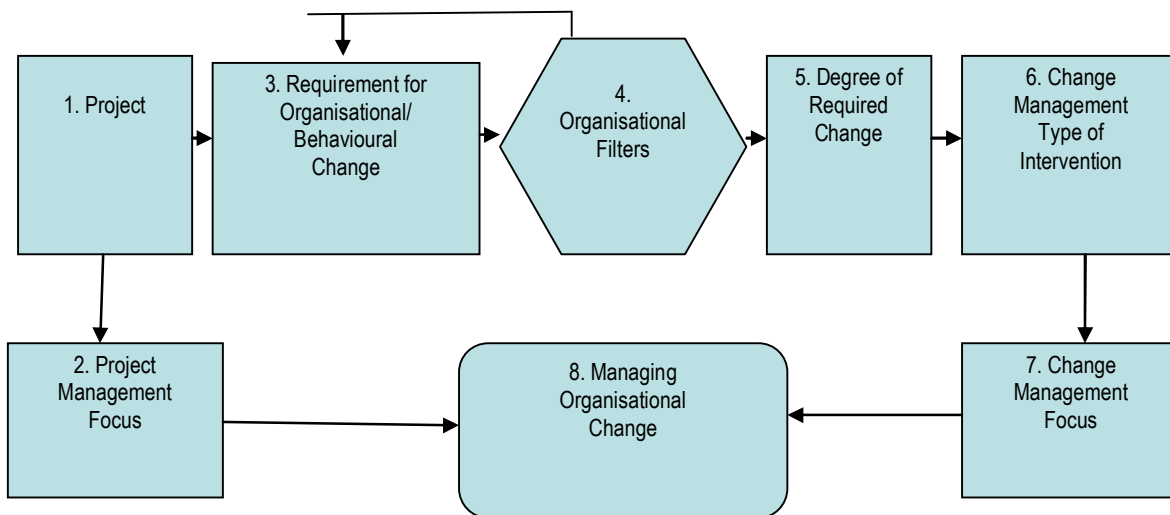 1. Project
3. Requirement for
Organisational/
Behavioural
Change
4.
Organisational
Filters
5. Degree of
Required
Change
6. Change
Management
Type of
Intervention
2. Project
Management
Focus
8. Managing
Organisational
Change
7. Change
Management
Focus